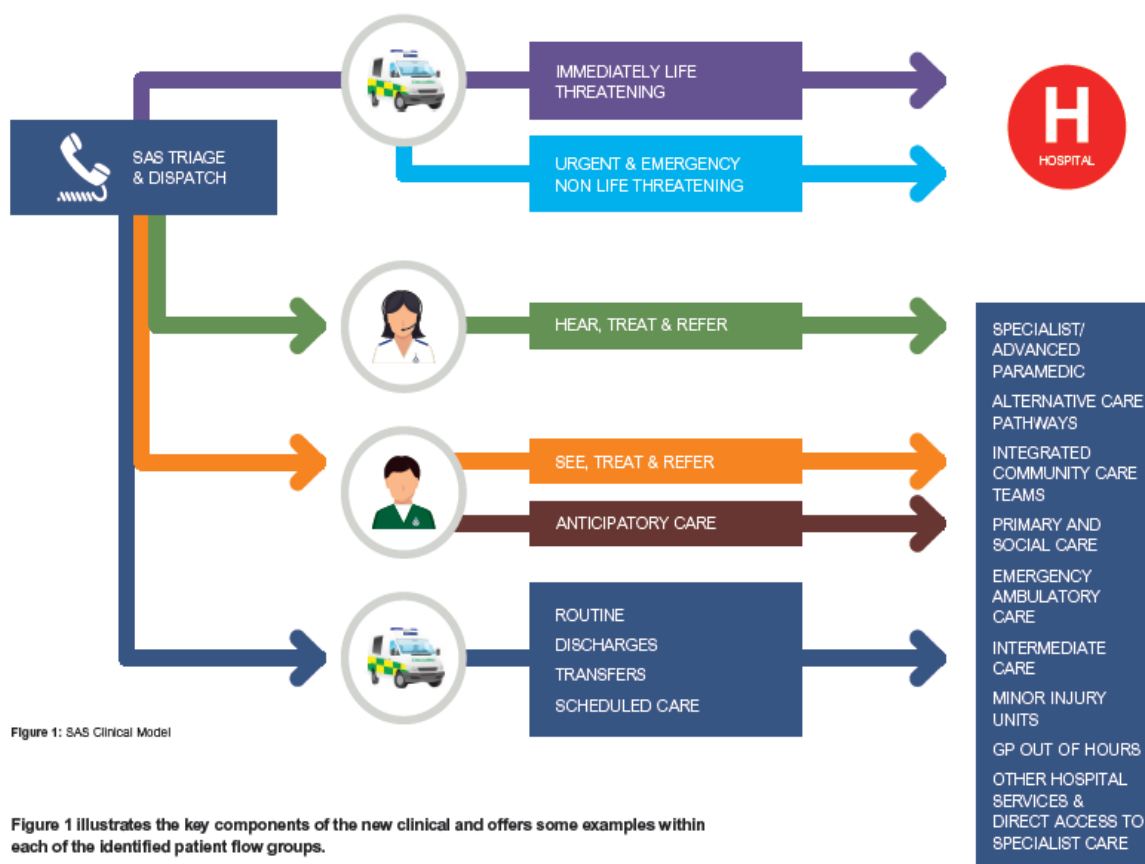 SAS TRIAGE
& DISPATCH
IMMEDIATELY LIFE
THREATENING
URGENT & EMERGENCY
NON LIFE THREATENING
H
HOSPITAL
HEAR, TREAT & REFER
SEE, TREAT & REFER
ANTICIPATORY CARE
ROUTINE
DISCHARGES
TRANSFERS
SCHEDULED CARE
SPECIALIST/
ADVANCED
PARAMEDIC
ALTERNATIVE CARE
PATHWAYS
INTEGRATED
COMMUNITY CARE
TEAMS
PRIMARY AND
SOCIAL CARE
EMERGENCY
AMBULATORY
CARE
INTERMEDIATE
CARE
MINOR INJURY
UNITS
GP OUT OF HOURS
OTHER HOSPITAL
SERVICES &
DIRECT ACCESS TO
SPECIALIST CARE
Figure 1: SAS Clinical Model
Figure 1 illustrates the key components of the new clinical and offers some examples within
each of the identified patient flow groups.